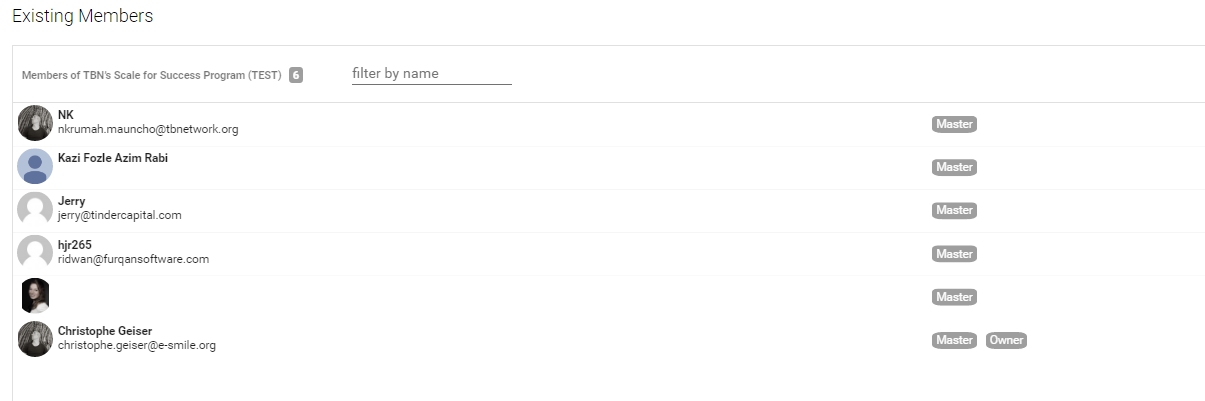 Existing Members
Members of TBN's Scale for Success Program (TEST) 6 filter by name
NK
nkrumah.mauncho@tbnetwork.org Master
Kazi Fozle Azim Rabi Master
Jerry
jerry@tindercapital.com Master
hjr265
ridwan@furqansoftware.com Master
Master
Christophe Geiser
christophe.geiser@e-smile.org Master Owner